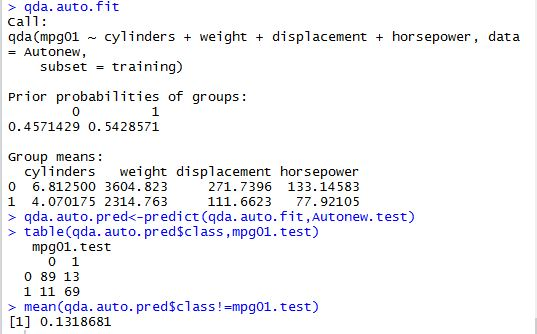 > qda.auto.fit
Call:
qda(mpg01 ~ cylinders + weight + displacement + horsepower, data
= Autonew,
    subset = training)

Prior probabilities of groups:
        0         1
0.4571429 0.5428571

Group means:
  cylinders   weight displacement horsepower
0  6.812500 3604.823     271.7396  133.14583
1  4.070175 2314.763     111.6623   77.92105
> qda.auto.pred<-predict(qda.auto.fit,Autonew.test)
> table(qda.auto.pred$class,mpg01.test)
   mpg01.test
     0  1
  0 89 13
  1 11 69
> mean(qda.auto.pred$class!=mpg01.test)
[1] 0.1318681